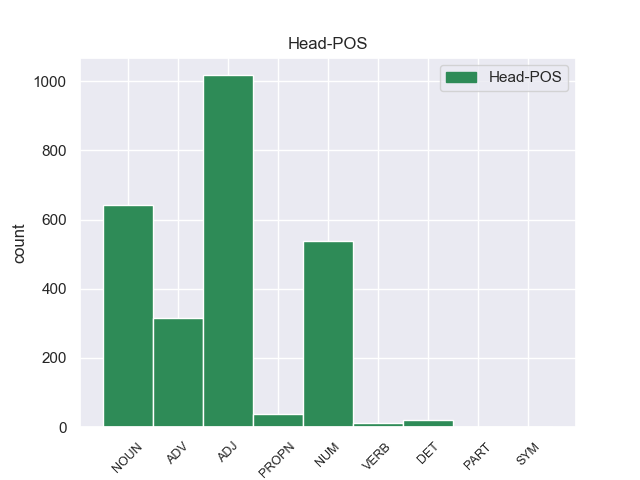 Head-POS
Head-POS
1000
800
600
400
200
0
count
NOUN
ADV
ADJ
PROPN
NUM
VERB
DET
PART
SYM